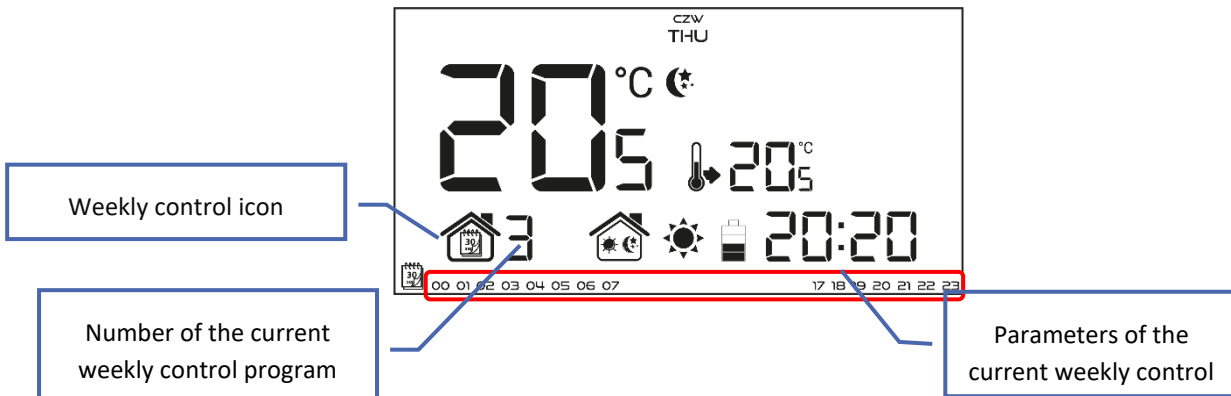 CZW
THU
20 5 °C
20 5 °C
Weekly control icon
30
3
20:20
30
00 01 02 03 04 05 06 07 17 18 19 20 21 22 23
Number of the current
weekly control program
Parameters of the
current weekly control